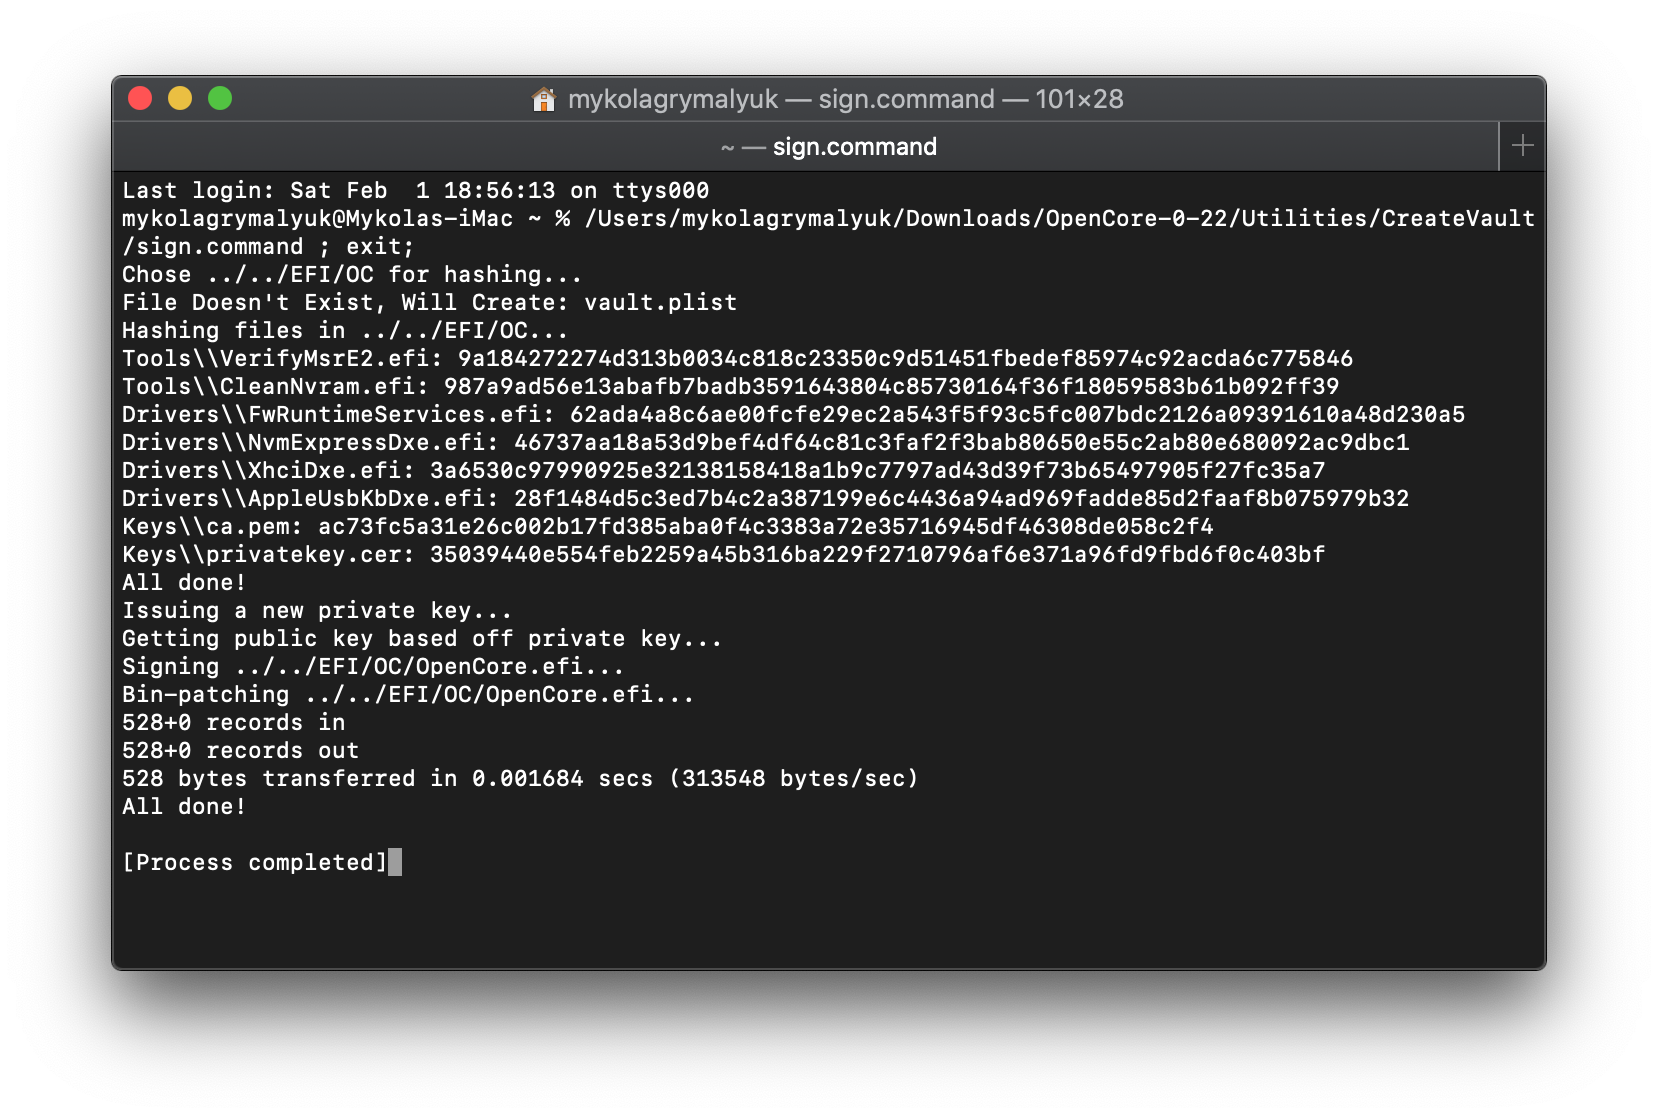 mykolagrymalyuk — sign.command — 101×28
~ — sign.command
Last login: Sat Feb  1 18:56:13 on ttys000
mykolagrymalyuk@Mykolas-iMac ~ % /Users/mykolagrymalyuk/Downloads/OpenCore-0-22/Utilities/CreateVault
/sign.command ; exit;
Chose ../../EFI/OC for hashing...
File Doesn't Exist, Will Create: vault.plist
Hashing files in ../../EFI/OC...
Tools\\VerifyMsrE2.efi: 9a184272274d313b0034c818c23350c9d51451fbedef85974c92acda6c775846
Tools\\CleanNvram.efi: 987a9ad56e13abafb7badb3591643804c85730164f36f18059583b61b092ff39
Drivers\\FwRuntimeServices.efi: 62ada4a8c6ae00fcfe29ec2a543f5f93c5fc007bdc2126a09391610a48d230a5
Drivers\\NvmExpressDxe.efi: 46737aa18a53d9bef4df64c81c3faf2f3bab80650e55c2ab80e680092ac9dbc1
Drivers\\XhciDxe.efi: 3a6530c97990925e32138158418a1b9c7797ad43d39f73b65497905f27fc35a7
Drivers\\AppleUsbKbDxe.efi: 28f1484d5c3ed7b4c2a387199e6c4436a94ad969fadde85d2faaf8b075979b32
Keys\\ca.pem: ac73fc5a31e26c002b17fd385aba0f4c3383a72e35716945df46308de058c2f4
Keys\\privatekey.cer: 35039440e554feb2259a45b316ba229f2710796af6e371a96fd9fbd6f0c403bf
All done!
Issuing a new private key...
Getting public key based off private key...
Signing ../../EFI/OC/OpenCore.efi...
Bin-patching ../../EFI/OC/OpenCore.efi...
528+0 records in
528+0 records out
528 bytes transferred in 0.001684 secs (313548 bytes/sec)
All done!
[Process completed]